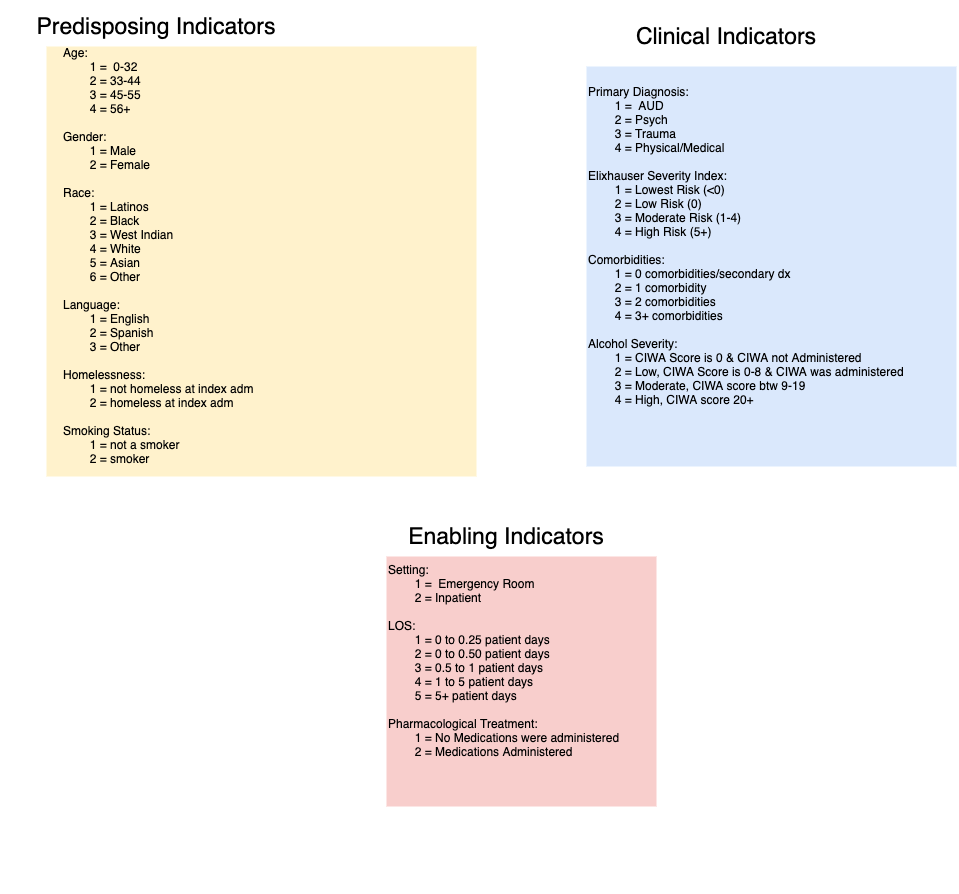 Predisposing Indicators
Age:
1 = 0-32
2 = 33-44
3 = 45-55
4 = 56+
Gender:
1 = Male
2 = Female
Race:
1 = Latinos
2 = Black
3 = West Indian
4 = White
5 = Asian
6 = Other
Language:
1 = English
2 = Spanish
3 = Other
Homelessness:
1 = not homeless at index adm
2 = homeless at index adm
Smoking Status:
1 = not a smoker
2 = smoker
Clinical Indicators
Primary Diagnosis:
1 = AUD
2 = Psych
3 = Trauma
4 = Physical/Medical
Elixhauser Severity Index:
1 = Lowest Risk (<0)
2 = Low Risk (0)
3 = Moderate Risk (1-4)
4 = High Risk (5+)
Comorbidities:
1 = 0 comorbidities/secondary dx
2 = 1 comorbidity
3 = 2 comorbidities
4 = 3+ comorbidities
Alcohol Severity:
1 = CIWA Score is 0 & CIWA not Administered
2 = Low, CIWA Score is 0-8 & CIWA was administered
3 = Moderate, CIWA score btw 9-19
4 = High, CIWA score 20+
Enabling Indicators
Setting:
1 = Emergency Room
2 = Inpatient
LOS:
1 = 0 to 0.25 patient days
2 = 0 to 0.50 patient days
3 = 0.5 to 1 patient days
4 = 1 to 5 patient days
5 = 5+ patient days
Pharmacological Treatment:
1 = No Medications were administered
2 = Medications Administered